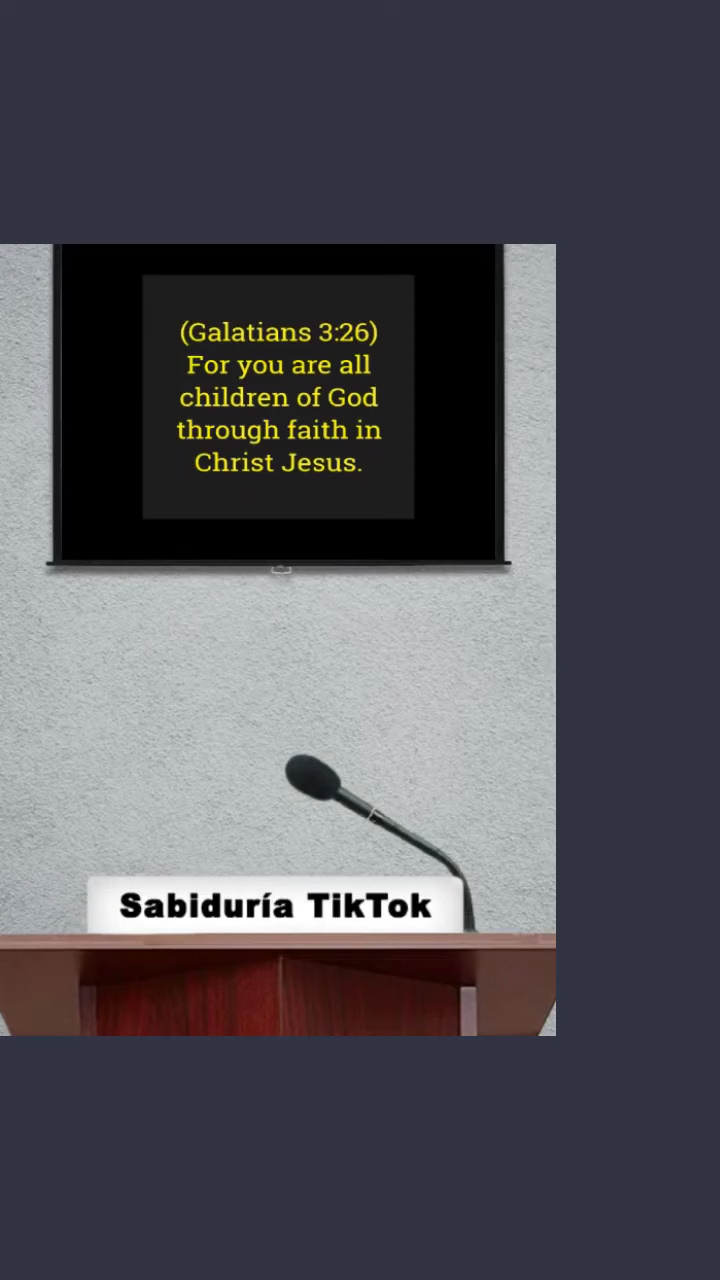 (Galatians 3:26)
For you are all
children of God
through faith in
Christ Jesus.
Sabiduría TikTok